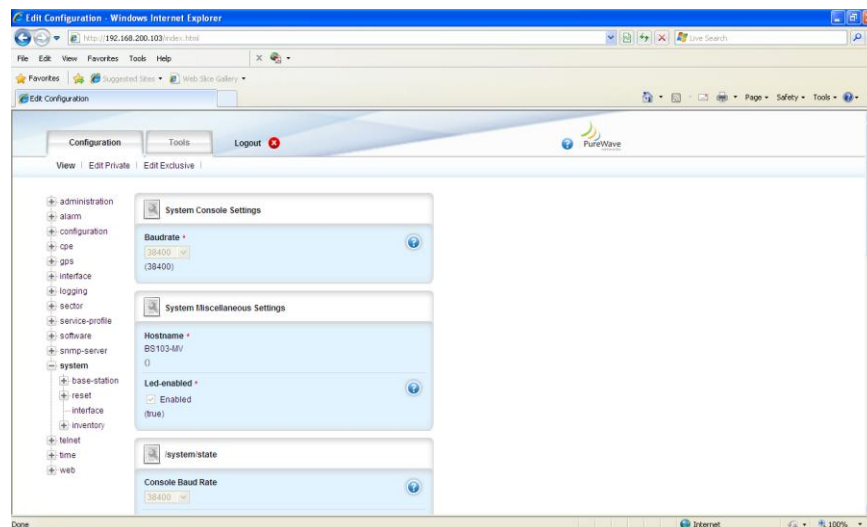 Edit Configuration - Windows Internet Explorer
http://192.168.200.103/index.html
Live Search
File Edit View Favorites Tools Help
Favorites Suggested Sites Web Slice Gallery
Edit Configuration
Page Safety Tools
Configuration Tools Logout
PureWave
View | Edit Private | Edit Exclusive |
administration
alarm
configuration
cpe
gps
interface
logging
sector
service-profile
software
snmp-server
system
base-station
reset
interface
inventory
telnet
time
web
System Console Settings
Baudrate *
38400
(38400)
System Miscellaneous Settings
Hostname *
BS103-MV
()
Led-enabled *
Enabled
(true)
/system/state
Console Baud Rate
38400
Done
Internet
100%